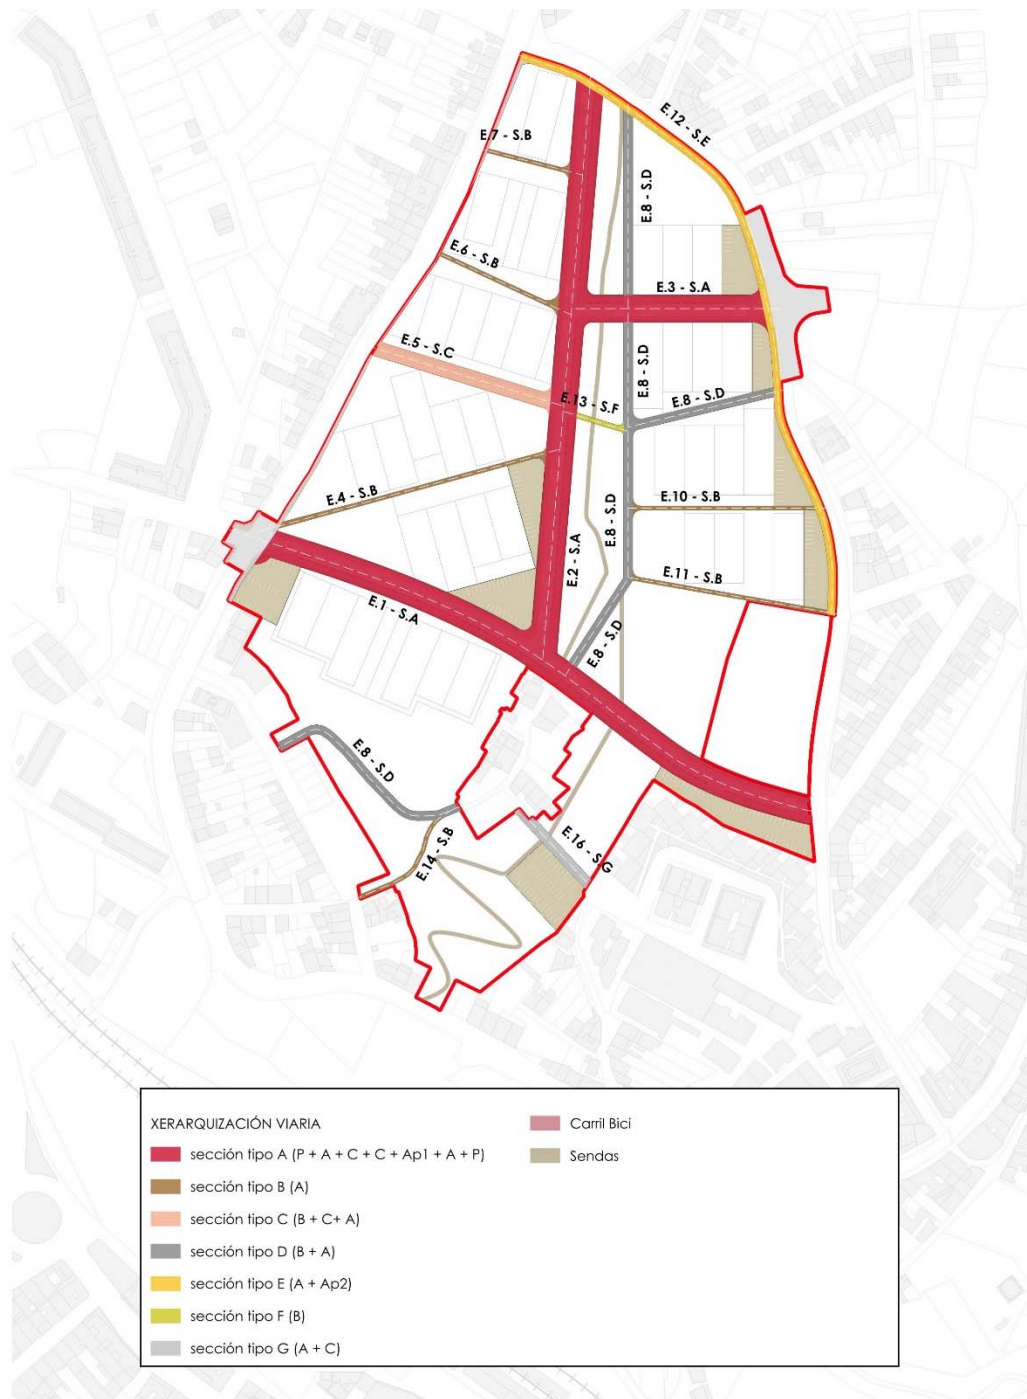 E.12 - S.E
E.7 - S.B
E.8 - S.D
E.6 - S.B
E.3 - S.A
E.5 - S.C
E.8 - S.D
E.13 - S.F
E.8 - S.D
E.4 - S.B
E.10 - S.B
E.8 - S.D
E.2 - S.A
E.11 - S.B
E.1 - S.A
E.8 - S.D
E.8 - S.D
E.14 - S.B
E.16 - S.G
XERARQUIZACIÓN VIARIA
sección tipo A (P + A + C + C + Ap1 + A + P)
sección tipo B (A)
sección tipo C (B + C+ A)
sección tipo D (B + A)
sección tipo E (A + Ap2)
sección tipo F (B)
sección tipo G (A + C)
Carril Bici
Sendas